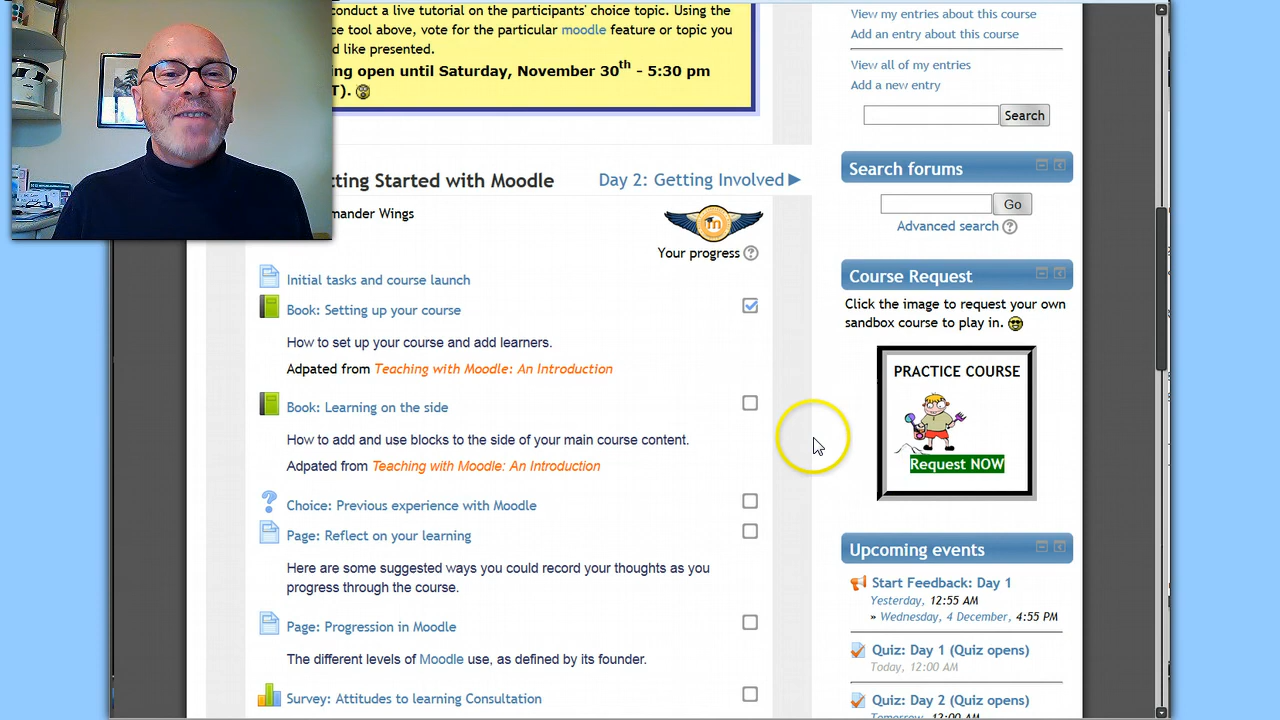 conduct a live tutorial on the participants' choice topic. Using the
ce tool above, vote for the particular moodle feature or topic you
d like presented.
ng open until Saturday, November 30th - 5:30 pm
T).
tting Started with Moodle
Day 2: Getting Involved
mander Wings
Your progress
Initial tasks and course launch
Book: Setting up your course
How to set up your course and add learners.
Adpated from Teaching with Moodle: An Introduction
Book: Learning on the side
How to add and use blocks to the side of your main course content.
Adpated from Teaching with Moodle: An Introduction
Choice: Previous experience with Moodle
Page: Reflect on your learning
Here are some suggested ways you could record your thoughts as you
progress through the course.
Page: Progression in Moodle
The different levels of Moodle use, as defined by its founder.
Survey: Attitudes to learning Consultation
View my entries about this course
Add an entry about this course
View all of my entries
Add a new entry
Search
Search forums
Go
Advanced search
Course Request
Click the image to request your own
sandbox course to play in.
PRACTICE COURSE
Request NOW
Upcoming events
Start Feedback: Day 1
Yesterday, 12:55 AM
» Wednesday, 4 December, 4:55 PM
Quiz: Day 1 (Quiz opens)
Today, 12:00 AM
Quiz: Day 2 (Quiz opens)
Tomorrow, 12:00 AM